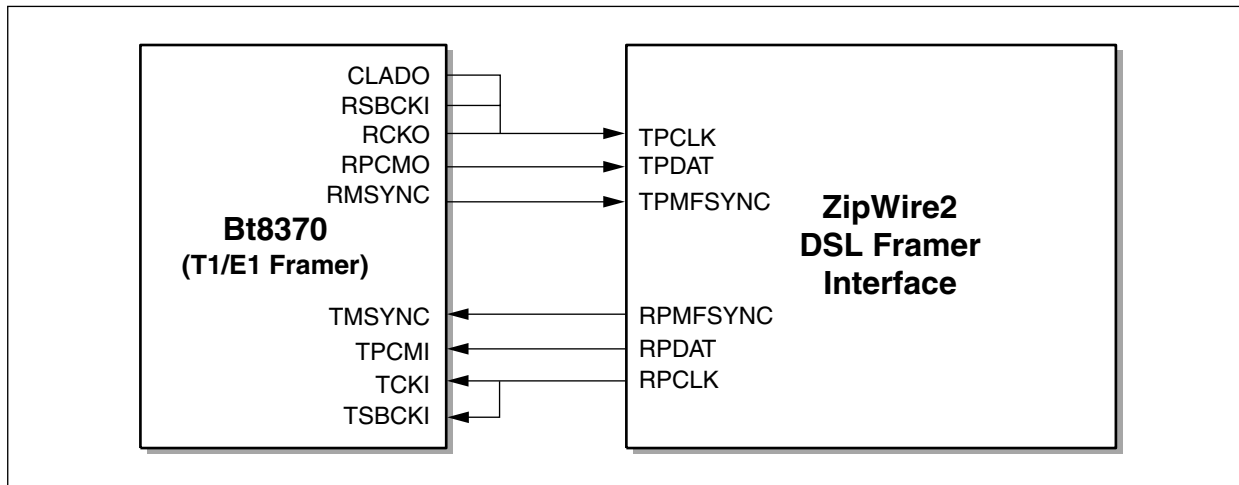 CLADO
RSBCKI
RCKO
RPCMO
RMSYNC
Bt8370
(T1/E1 Framer)
TMSYNC
TPCMI
TCKI
TSBCKI
TPCLK
TPDAT
TPMFSYNC
ZipWire2
DSL Framer
Interface
RPMFSYNC
RPDAT
RPCLK